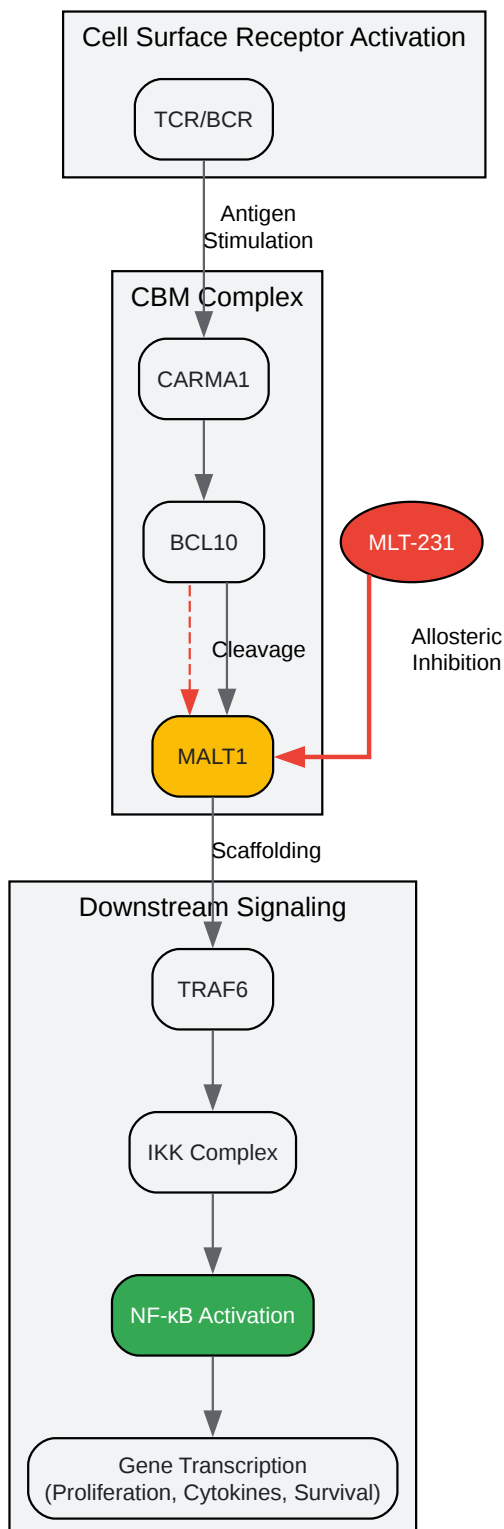 Cell Surface Receptor Activation
TCR/BCR
Antigen
Stimulation
CBM Complex
CARMA1
BCL10
MLT-231
Allosteric
Inhibition
Cleavage
MALT1
Scaffolding
Downstream Signaling
TRAF6
IKK Complex
NF-κB Activation
Gene Transcription
(Proliferation, Cytokines, Survival)